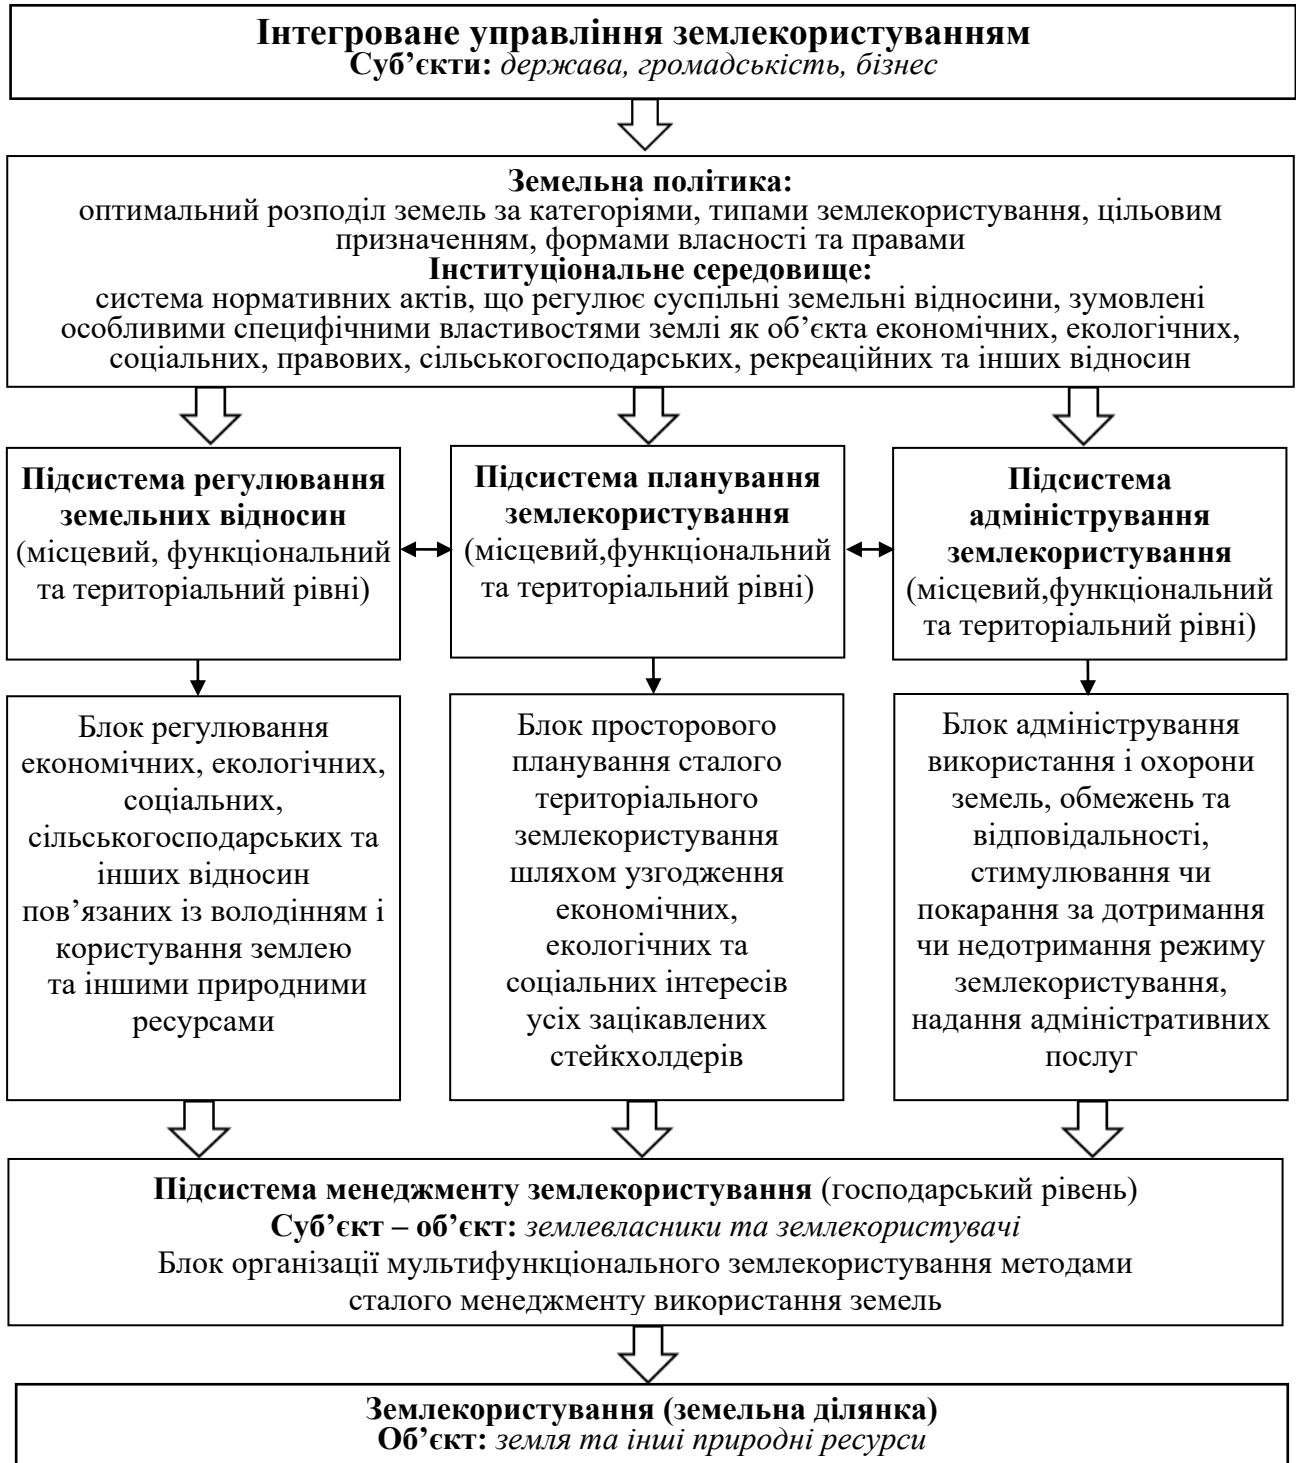 Інтегроване управління землекористуванням
Суб’єкти: держава, громадськість, бізнес
Земельна політика:
оптимальний розподіл земель за категоріями, типами землекористування, цільовим
призначенням, формами власності та правами
Інституціональне середовище:
система нормативних актів, що регулює суспільні земельні відносини, зумовлені
особливими специфічними властивостями землі як об’єкта економічних, екологічних,
соціальних, правових, сільськогосподарських, рекреаційних та інших відносин
Підсистема регулювання
земельних відносин
(місцевий, функціональний
та територіальний рівні)
Підсистема планування
землекористування
(місцевий,функціональний
та територіальний рівні)
Підсистема
адміністрування
землекористування
(місцевий,функціональний
та територіальний рівні)
Блок регулювання
економічних, екологічних,
соціальних,
сільськогосподарських та
інших відносин
пов’язаних із володінням і
користування землею
та іншими природними
ресурсами
Блок просторового
планування сталого
територіального
землекористування
шляхом узгодження
економічних,
екологічних та
соціальних інтересів
усіх зацікавлених
стейкхолдерів
Блок адміністрування
використання і охорони
земель, обмежень та
відповідальності,
стимулювання чи
покарання за дотримання
чи недотримання режиму
землекористування,
надання адміністративних
послуг
Підсистема менеджменту землекористування (господарський рівень)
Суб’єкт – об’єкт: землевласники та землекористувачі
Блок організації мультифункціонального землекористування методами
сталого менеджменту використання земель
Землекористування (земельна ділянка)
Об’єкт: земля та інші природні ресурси